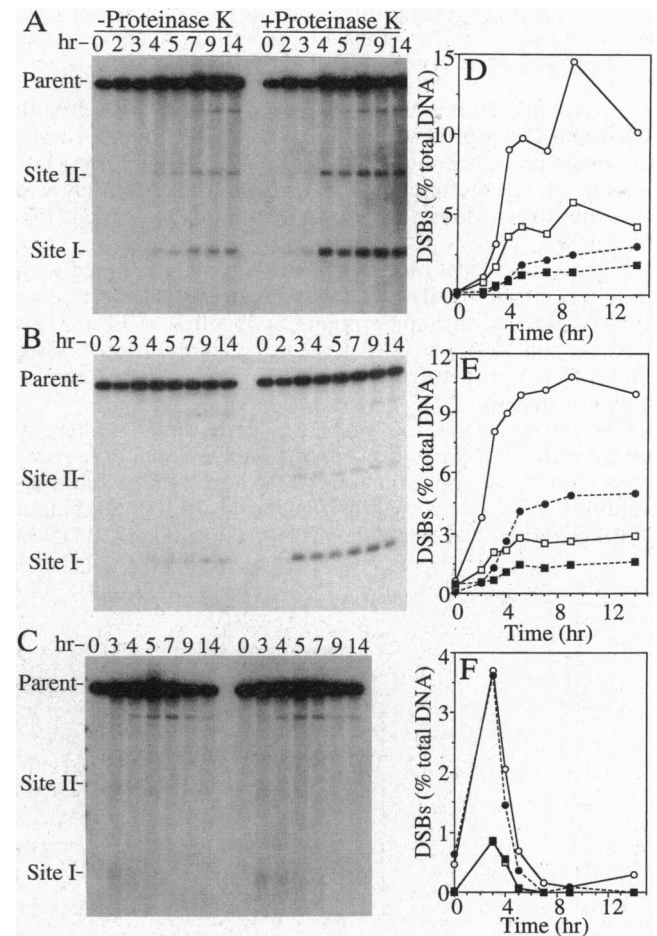 A
-Proteinase K +Proteinase K
hr- 0 2 3 4 5 7 9 14 0 2 3 4 5 7 9 14
Parent-
Site II-
Site I-
B
hr- 0 2 3 4 5 7 9 14 0 2 3 4 5 7 9 14
Parent-
Site II-
Site I-
C
hr- 0 3 4 5 7 9 14 0 3 4 5 7 9 14
Parent-
Site II-
Site I-
D
DSBs (% total DNA)
15
10
5
0
0 4 8 12
Time (hr)
E
DSBs (% total DNA)
12
9
6
3
0
0 4 8 12
Time (hr)
F
DSBs (% total DNA)
4
3
2
1
0
0 4 8 12
Time (hr)